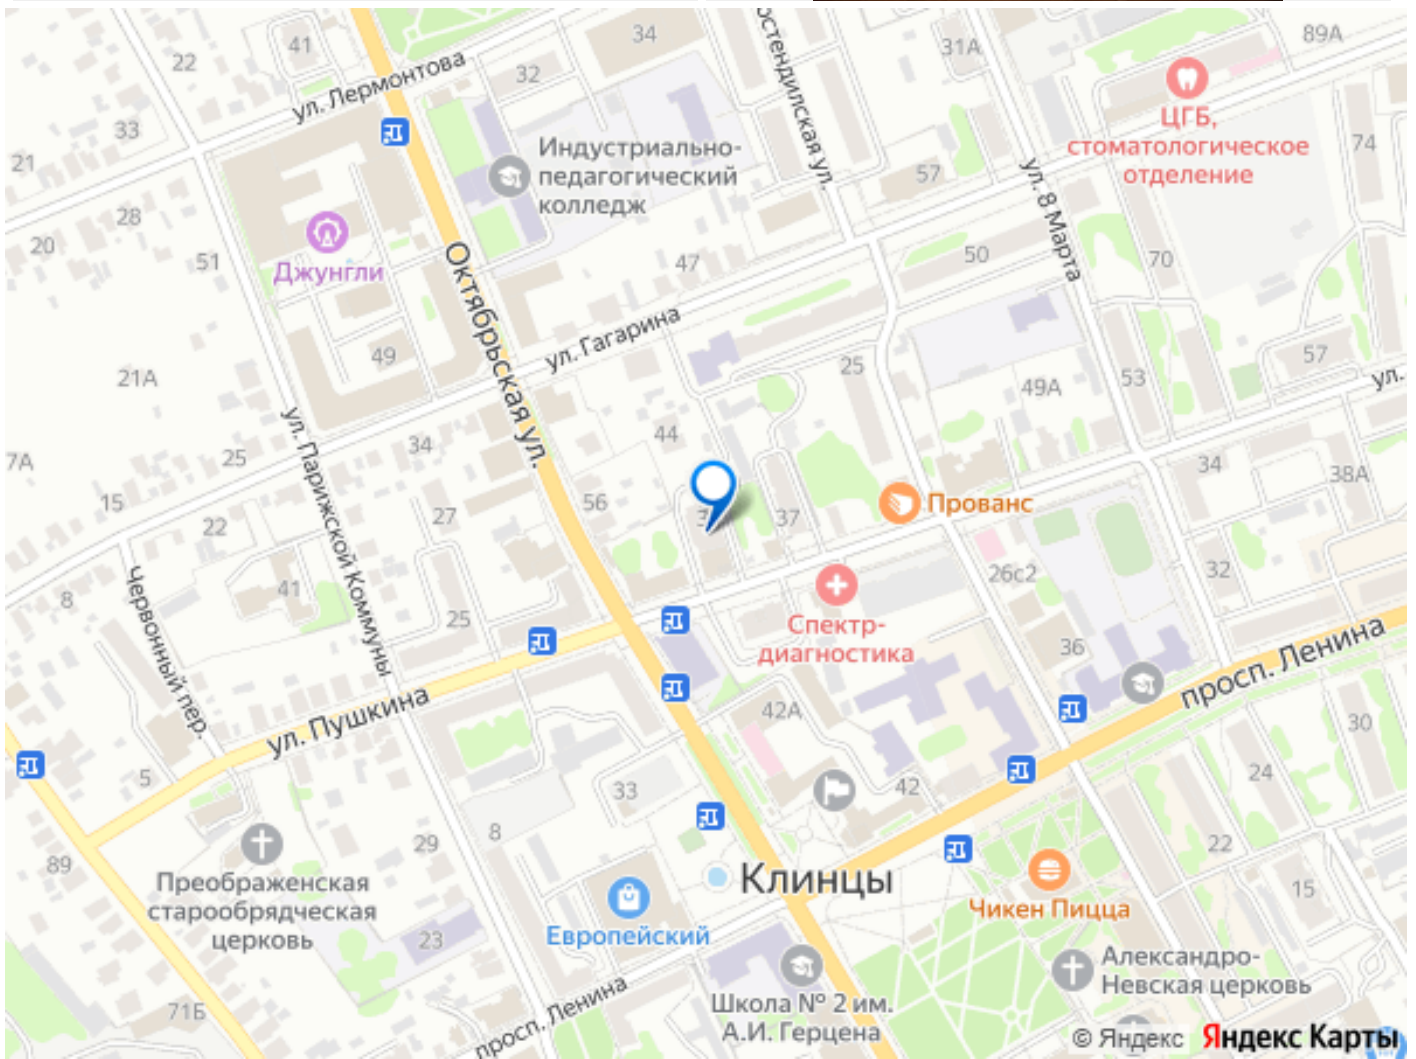 41
34
22
32
31А
89А
ул. Лермонтова
33
21
Индустриально-
педагогический
колледж
57
ЦГБ,
стоматологическое
отделение
74
ул. 8 Марта
28
20
51
Джунгли
Октябрьская ул.
47
50
70
ул. Гагарина
49
21А
25
49А
53
57
ул.
ул. Парижской Коммуны
34
44
7А
25
15
22
27
56
37
Прованс
34
38А
Червонный пер.
8
41
25
26с2
32
Спектр-
диагностика
36
просп. Ленина
ул. Пушкина
42А
30
5
33
42
24
89
29
8
22
Клинцы
Преображенская
старообрядческая
церковь
Чикен Пицца
15
23
Европейский
Александро-
Невская церковь
71Б
просп. Ленина
Школа № 2 им.
А.И. Герцена
© Яндекс Яндекс Карты